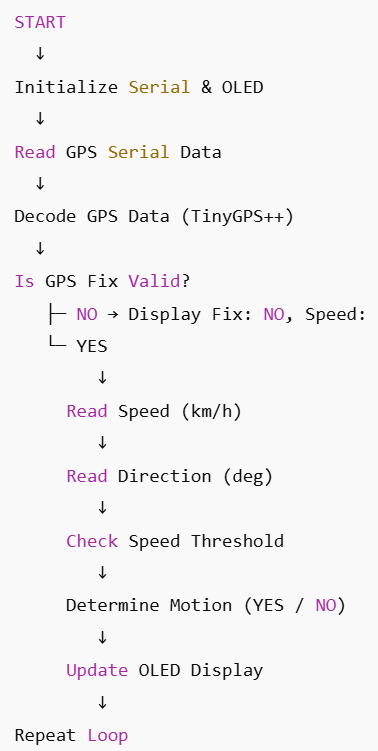 START
↓
Initialize Serial & OLED
↓
Read GPS Serial Data
↓
Decode GPS Data (TinyGPS++)
↓
Is GPS Fix Valid?
├─ NO → Display Fix: NO, Speed:
└─ YES
↓
Read Speed (km/h)
↓
Read Direction (deg)
↓
Check Speed Threshold
↓
Determine Motion (YES / NO)
↓
Update OLED Display
↓
Repeat Loop